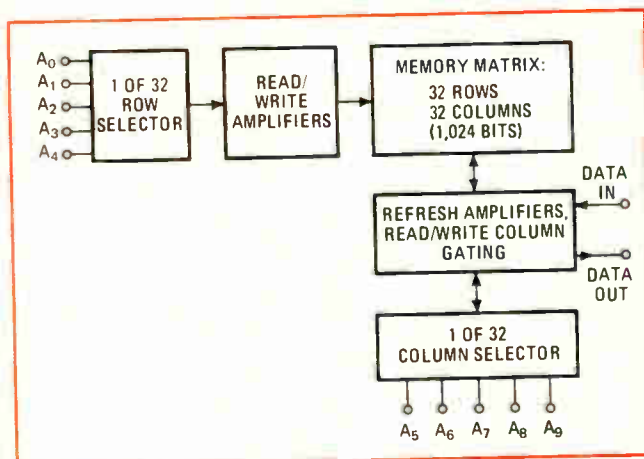 A0
A1
A2
A3
A4
1 OF 32
ROW
SELECTOR
READ/
WRITE
AMPLIFIERS
MEMORY MATRIX:
32 ROWS
32 COLUMNS
(1,024 BITS)
DATA
IN
REFRESH AMPLIFIERS,
READ/WRITE COLUMN
GATING
DATA
OUT
1 OF 32
COLUMN SELECTOR
A5 A6 A7 A8 A9